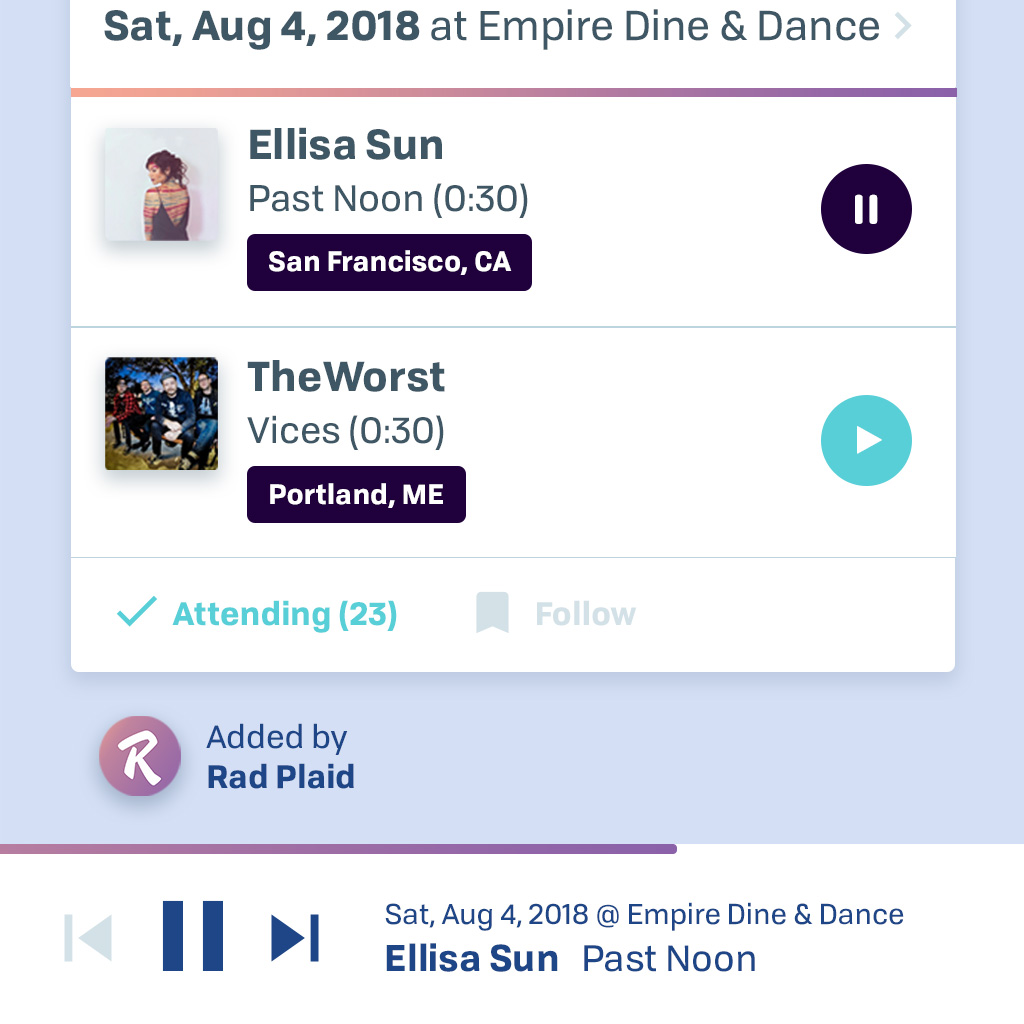 Sat, Aug 4, 2018 at Empire Dine & Dance
Ellisa Sun
Past Noon (0:30)
San Francisco, CA
TheWorst
Vices (0:30)
Portland, ME
Attending (23)
Follow
R
Added by
Rad Plaid
Sat, Aug 4, 2018 @ Empire Dine & Dance
Ellisa Sun Past Noon